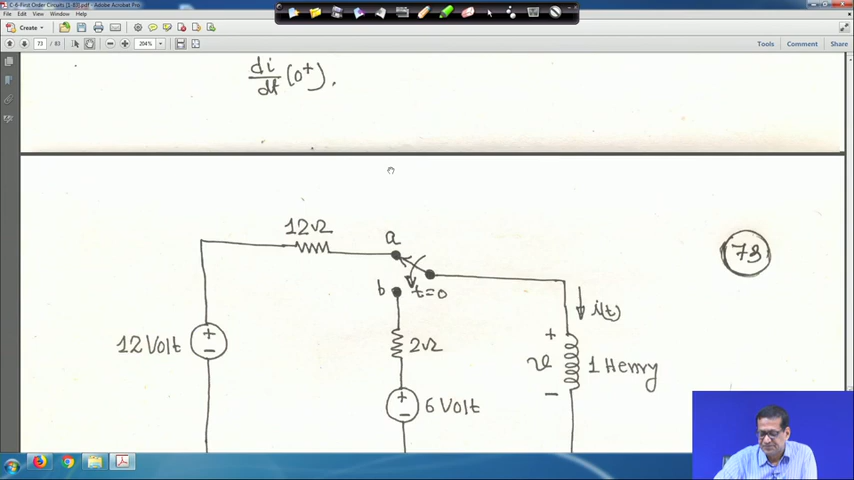 C-6-First Order Circuits [1-83].pdf - Adobe Acrobat Pro
File Edit View Window Help
Create
73 / 83 204%
Tools Comment Share
di/dt (0+).
12Ω
a
73
b t=0
i(t)
+
12 Volt + − 2Ω v 1 Henry
−
+ − 6 Volt